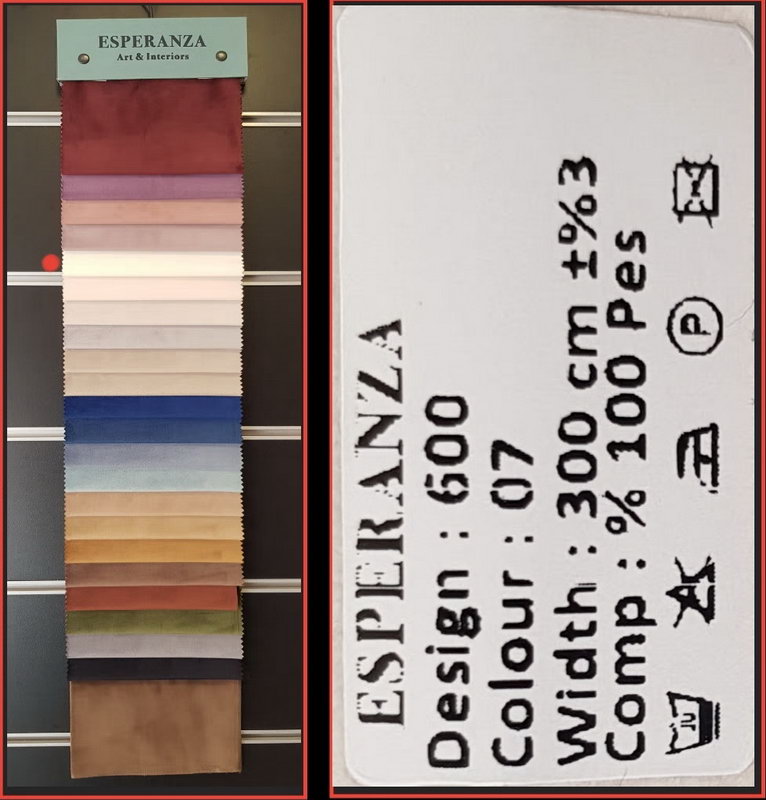 ESPERANZA
Art & Interiors
ESPERANZA
Design : 600
Colour : 07
Width : 300 cm ±%3
Comp : % 100 Pes
P